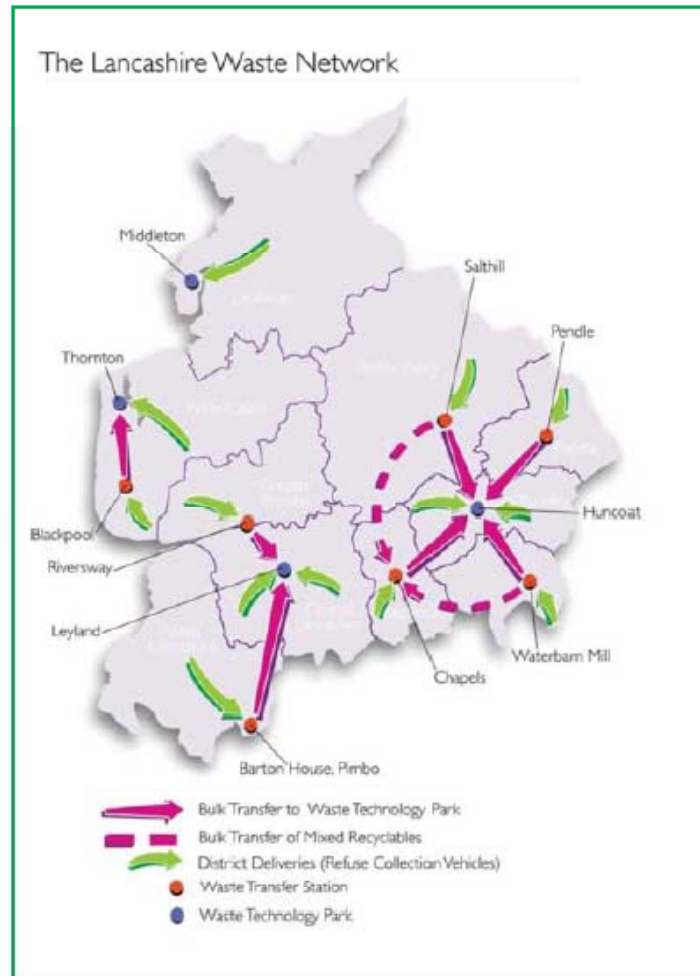 The Lancashire Waste Network
Middleton
Salthill
Thornton
Pendle
Blackpool
Huncoat
Riversway
Leyland
Waterbarn Mill
Chapels
Barton House, Pimbo
Bulk Transfer to Waste Technology Park
Bulk Transfer of Mixed Recyclables
District Deliveries (Refuse Collection Vehicles)
Waste Transfer Station
Waste Technology Park